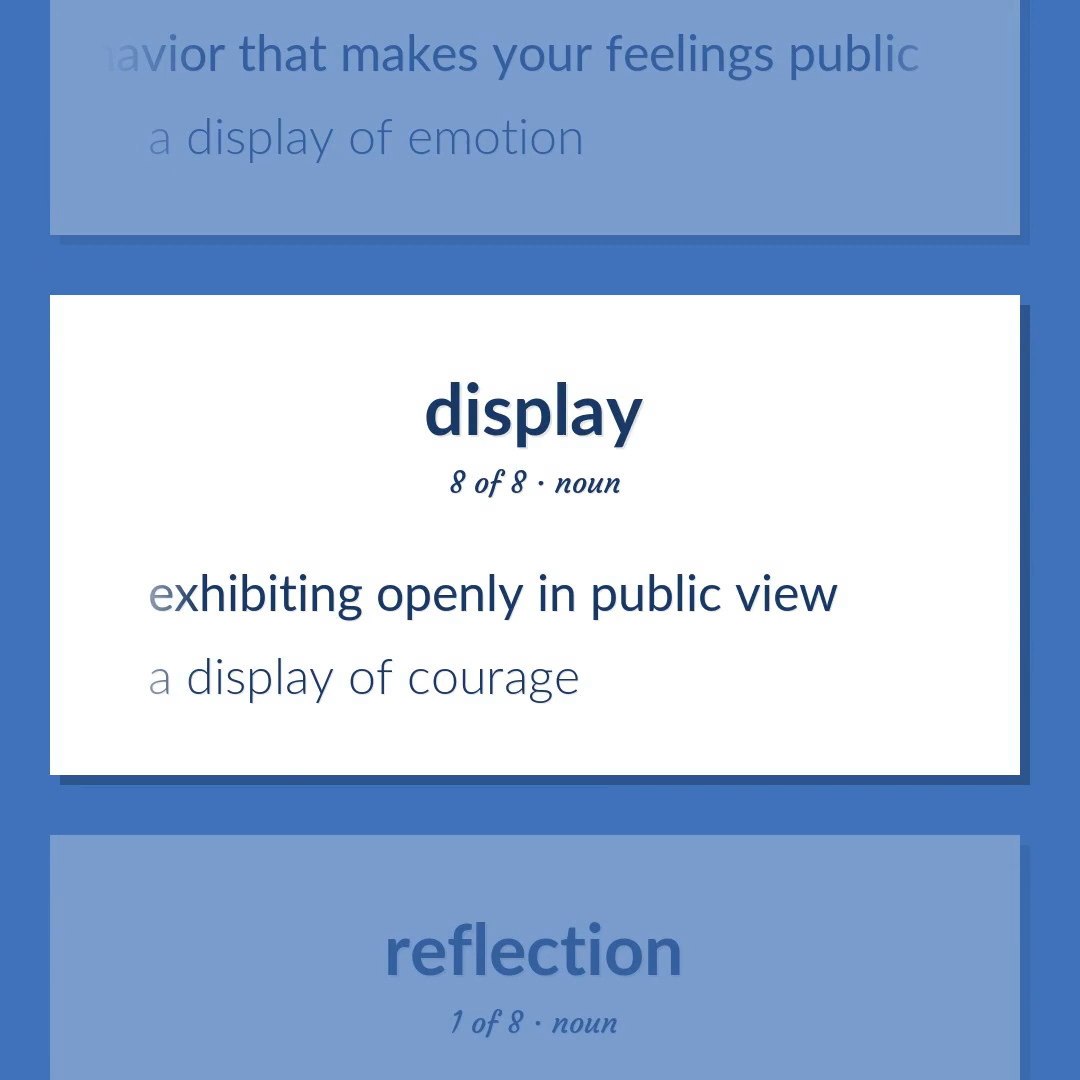 avior that makes your feelings public
a display of emotion
display
8 of 8 · noun
exhibiting openly in public view
a display of courage
reflection
1 of 8 · noun